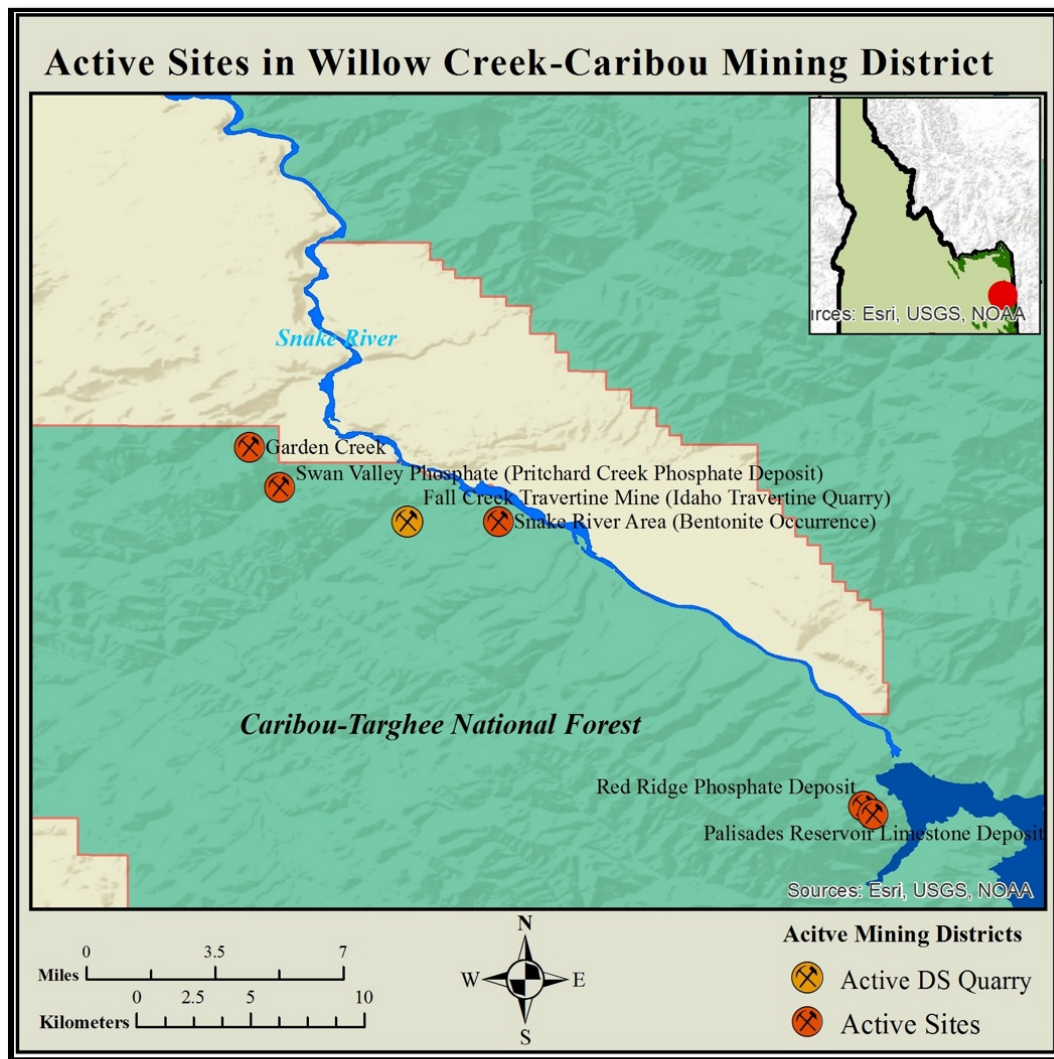 Active Sites in Willow Creek-Caribou Mining District
urces: Esri, USGS, NOAA
Snake River
Garden Creek
Swan Valley Phosphate (Pritchard Creek Phosphate Deposit)
Fall Creek Travertine Mine (Idaho Travertine Quarry)
Snake River Area (Bentonite Occurrence)
Caribou-Targhee National Forest
Red Ridge Phosphate Deposit
Palisades Reservoir Limestone Deposit
Sources: Esri, USGS, NOAA
0 3.5 7
Miles
0 2.5 5 10
Kilometers
N
W E
S
Acitve Mining Districts
Active DS Quarry
Active Sites